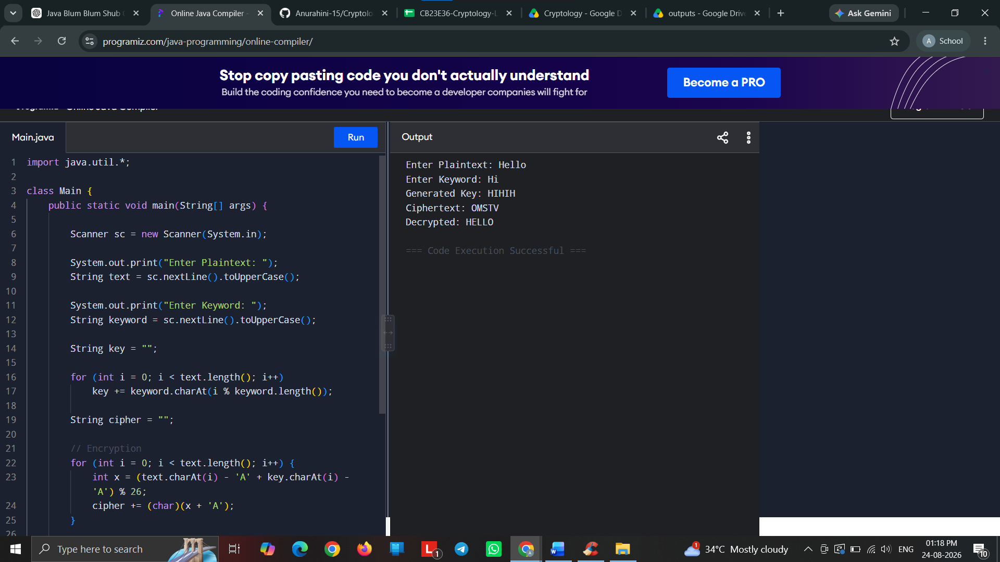 Java Blum Blum Shub
Online Java Compiler -
Anurahini-15/Cryptolo
CB23E36-Cryptology-L
Cryptology - Google D
outputs - Google Drive
Ask Gemini
programiz.com/java-programming/online-compiler/
A School
Stop copy pasting code you don't actually understand
Build the coding confidence you need to become a developer companies will fight for
Become a PRO
Programiz Online Java Compiler
Main.java
Run
1 import java.util.*;
2
3 class Main {
4 public static void main(String[] args) {
5
6 Scanner sc = new Scanner(System.in);
7
8 System.out.print("Enter Plaintext: ");
9 String text = sc.nextLine().toUpperCase();
10
11 System.out.print("Enter Keyword: ");
12 String keyword = sc.nextLine().toUpperCase();
13
14 String key = "";
15
16 for (int i = 0; i < text.length(); i++)
17 key += keyword.charAt(i % keyword.length());
18
19 String cipher = "";
20
21 // Encryption
22 for (int i = 0; i < text.length(); i++) {
23 int x = (text.charAt(i) - 'A' + key.charAt(i) -
'A') % 26;
24 cipher += (char)(x + 'A');
25 }
26
Output
Enter Plaintext: Hello
Enter Keyword: Hi
Generated Key: HIHIH
Ciphertext: OMSTV
Decrypted: HELLO
=== Code Execution Successful ===
Type here to search
L 1
1
34°C Mostly cloudy
ENG
01:18 PM
24-08-2026
10